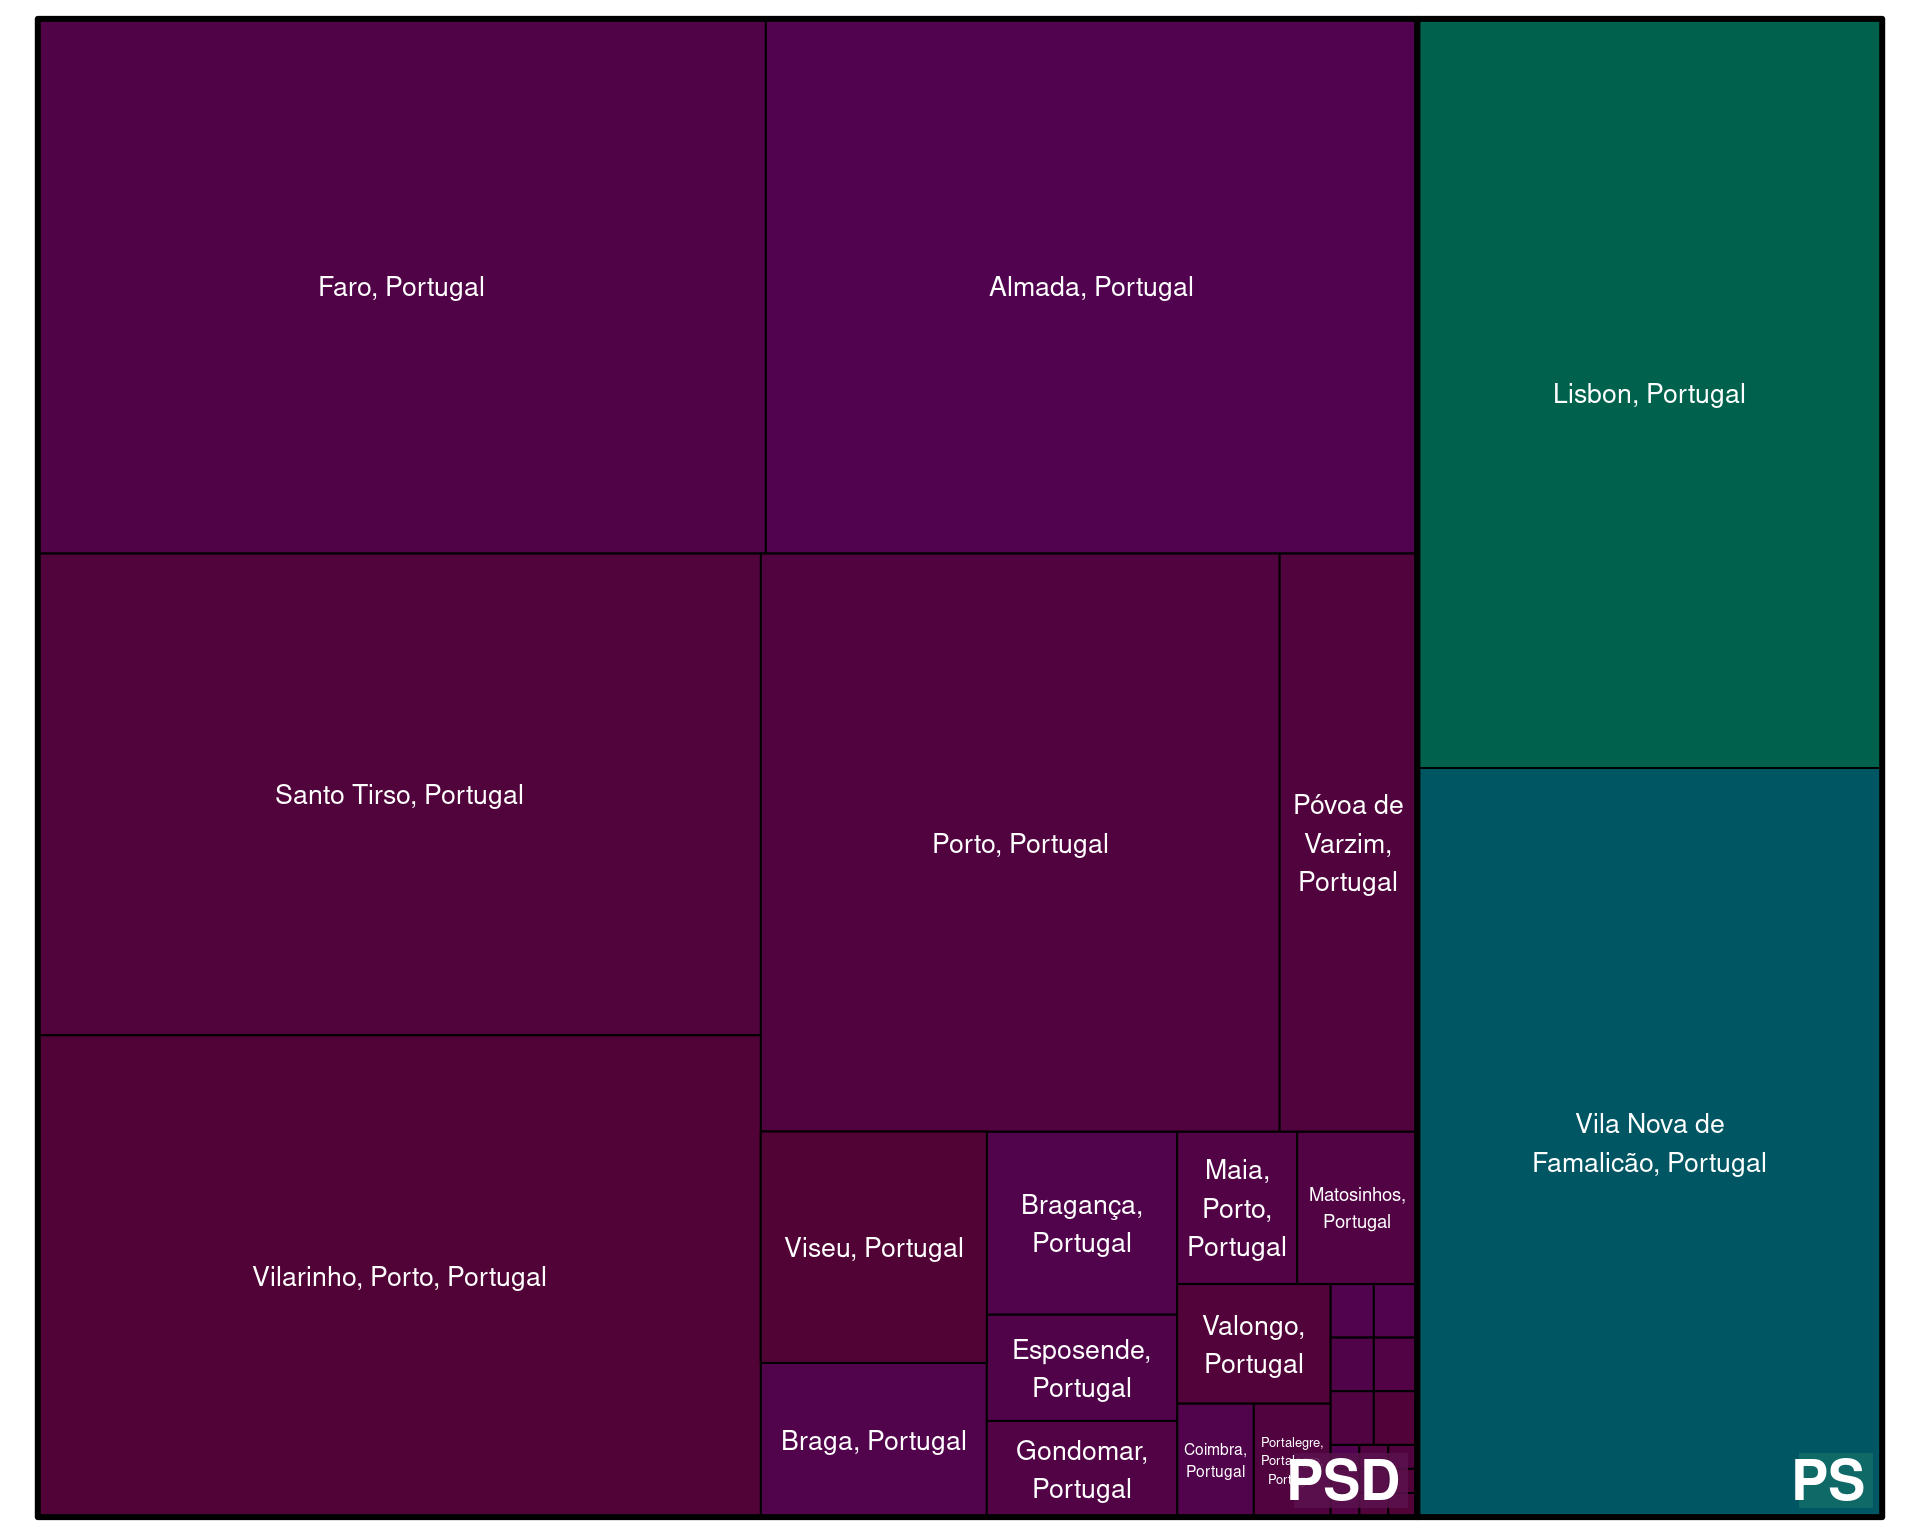 Faro, Portugal
Almada, Portugal
Lisbon, Portugal
Santo Tirso, Portugal
Porto, Portugal
Póvoa de
Varzim,
Portugal
Vila Nova de
Famalicão, Portugal
Vilarinho, Porto, Portugal
Viseu, Portugal
Bragança,
Portugal
Maia,
Porto,
Portugal
Matosinhos,
Portugal
Valongo,
Portugal
Esposende,
Portugal
Braga, Portugal
Gondomar,
Portugal
Coimbra,
Portugal
Portalegre,
PSD
PS